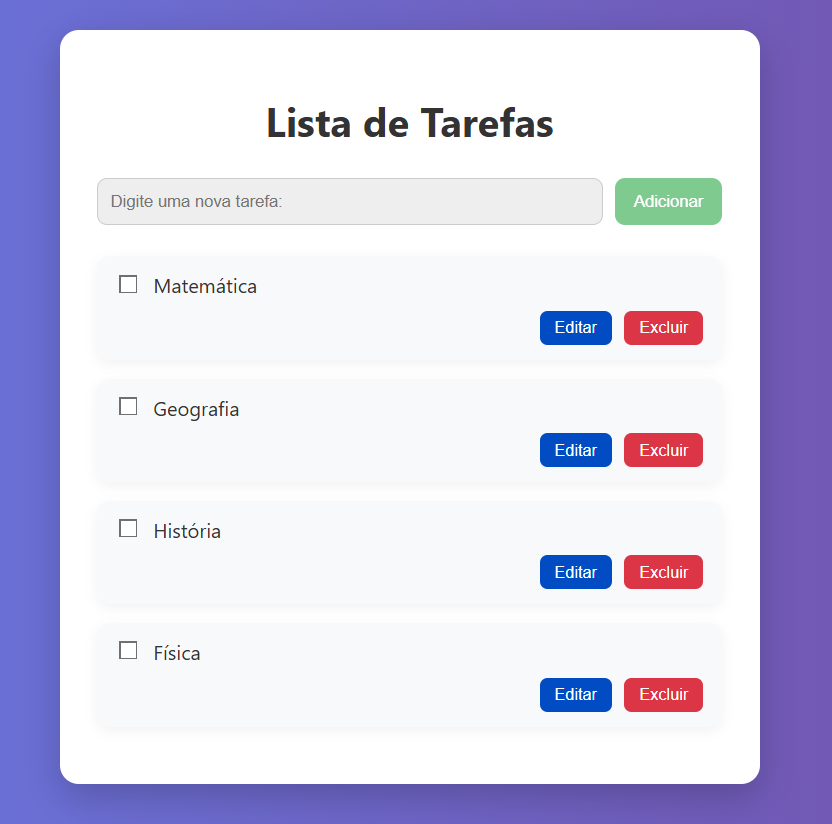 Lista de Tarefas
Digite uma nova tarefa: Adicionar
Matemática
Editar Excluir
Geografia
Editar Excluir
História
Editar Excluir
Física
Editar Excluir